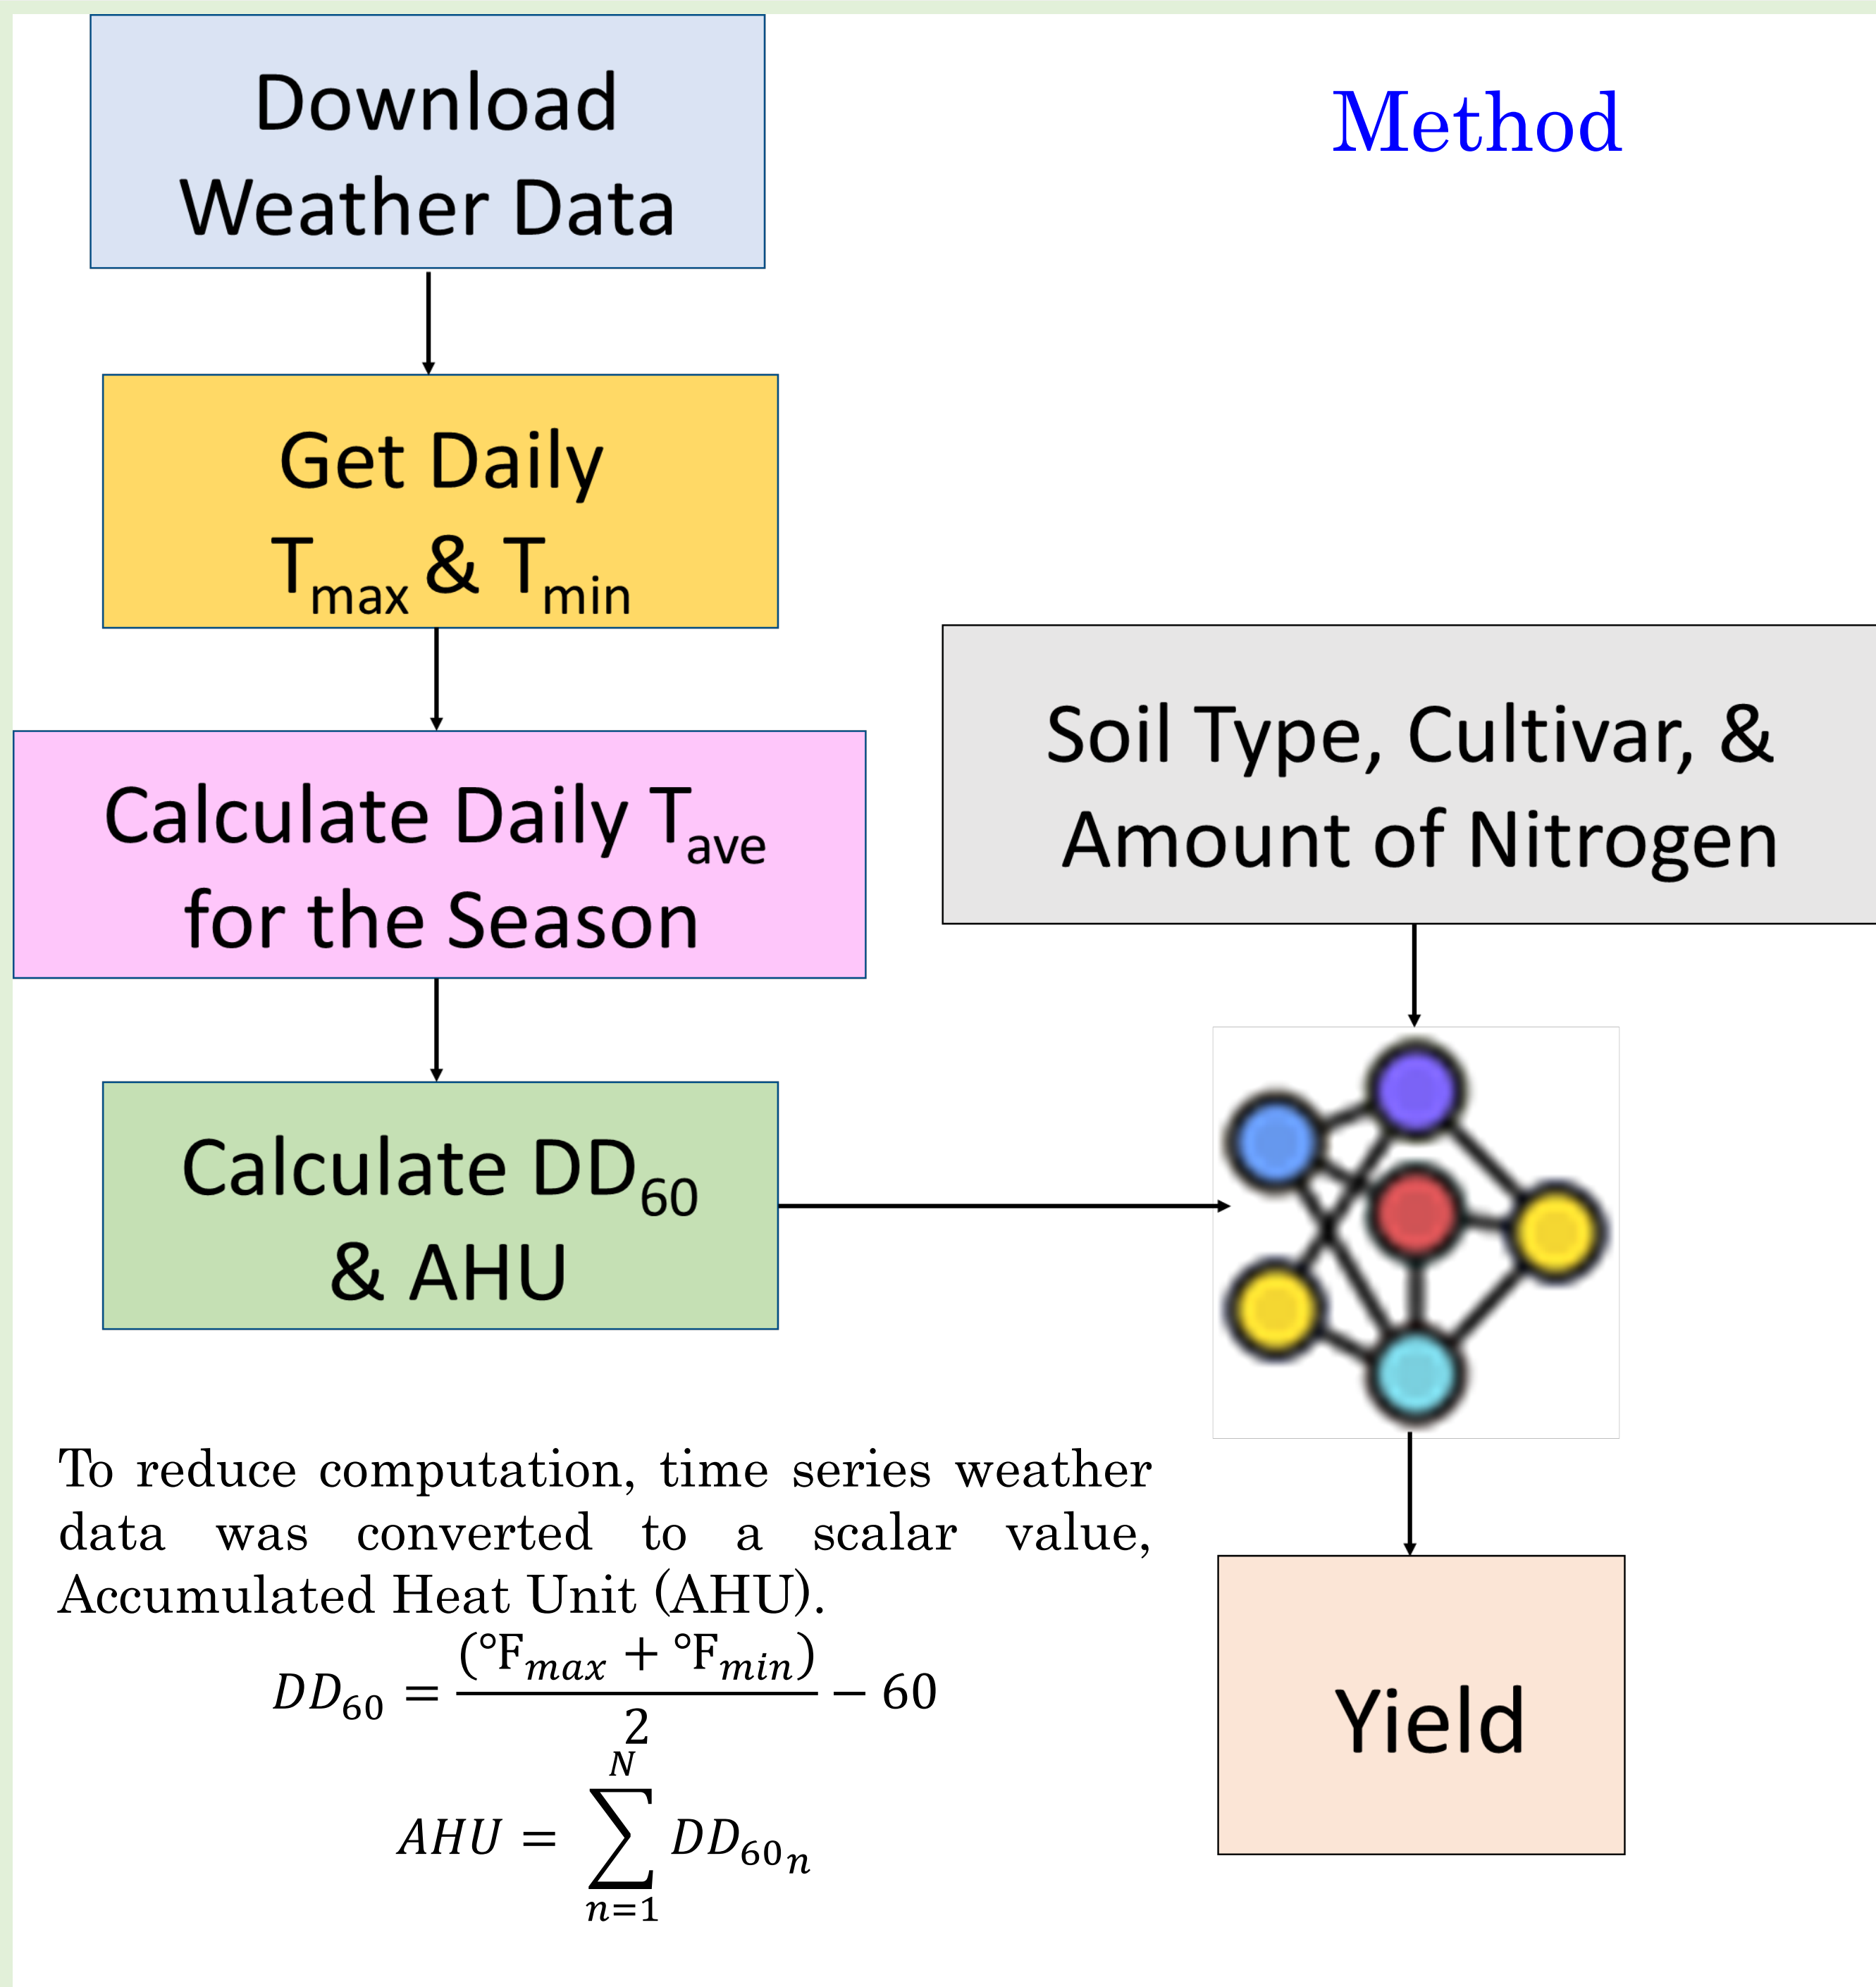 Method
Download
Weather Data
Get Daily
Tmax & Tmin
Calculate Daily Tave
for the Season
Calculate DD60
& AHU
Soil Type, Cultivar, &
Amount of Nitrogen
Yield
To reduce computation, time series weather
data was converted to a scalar value,
Accumulated Heat Unit (AHU).
DD60 = (°Fmax + °Fmin) / 2 − 60
AHU = ∑ n=1 N DD60n